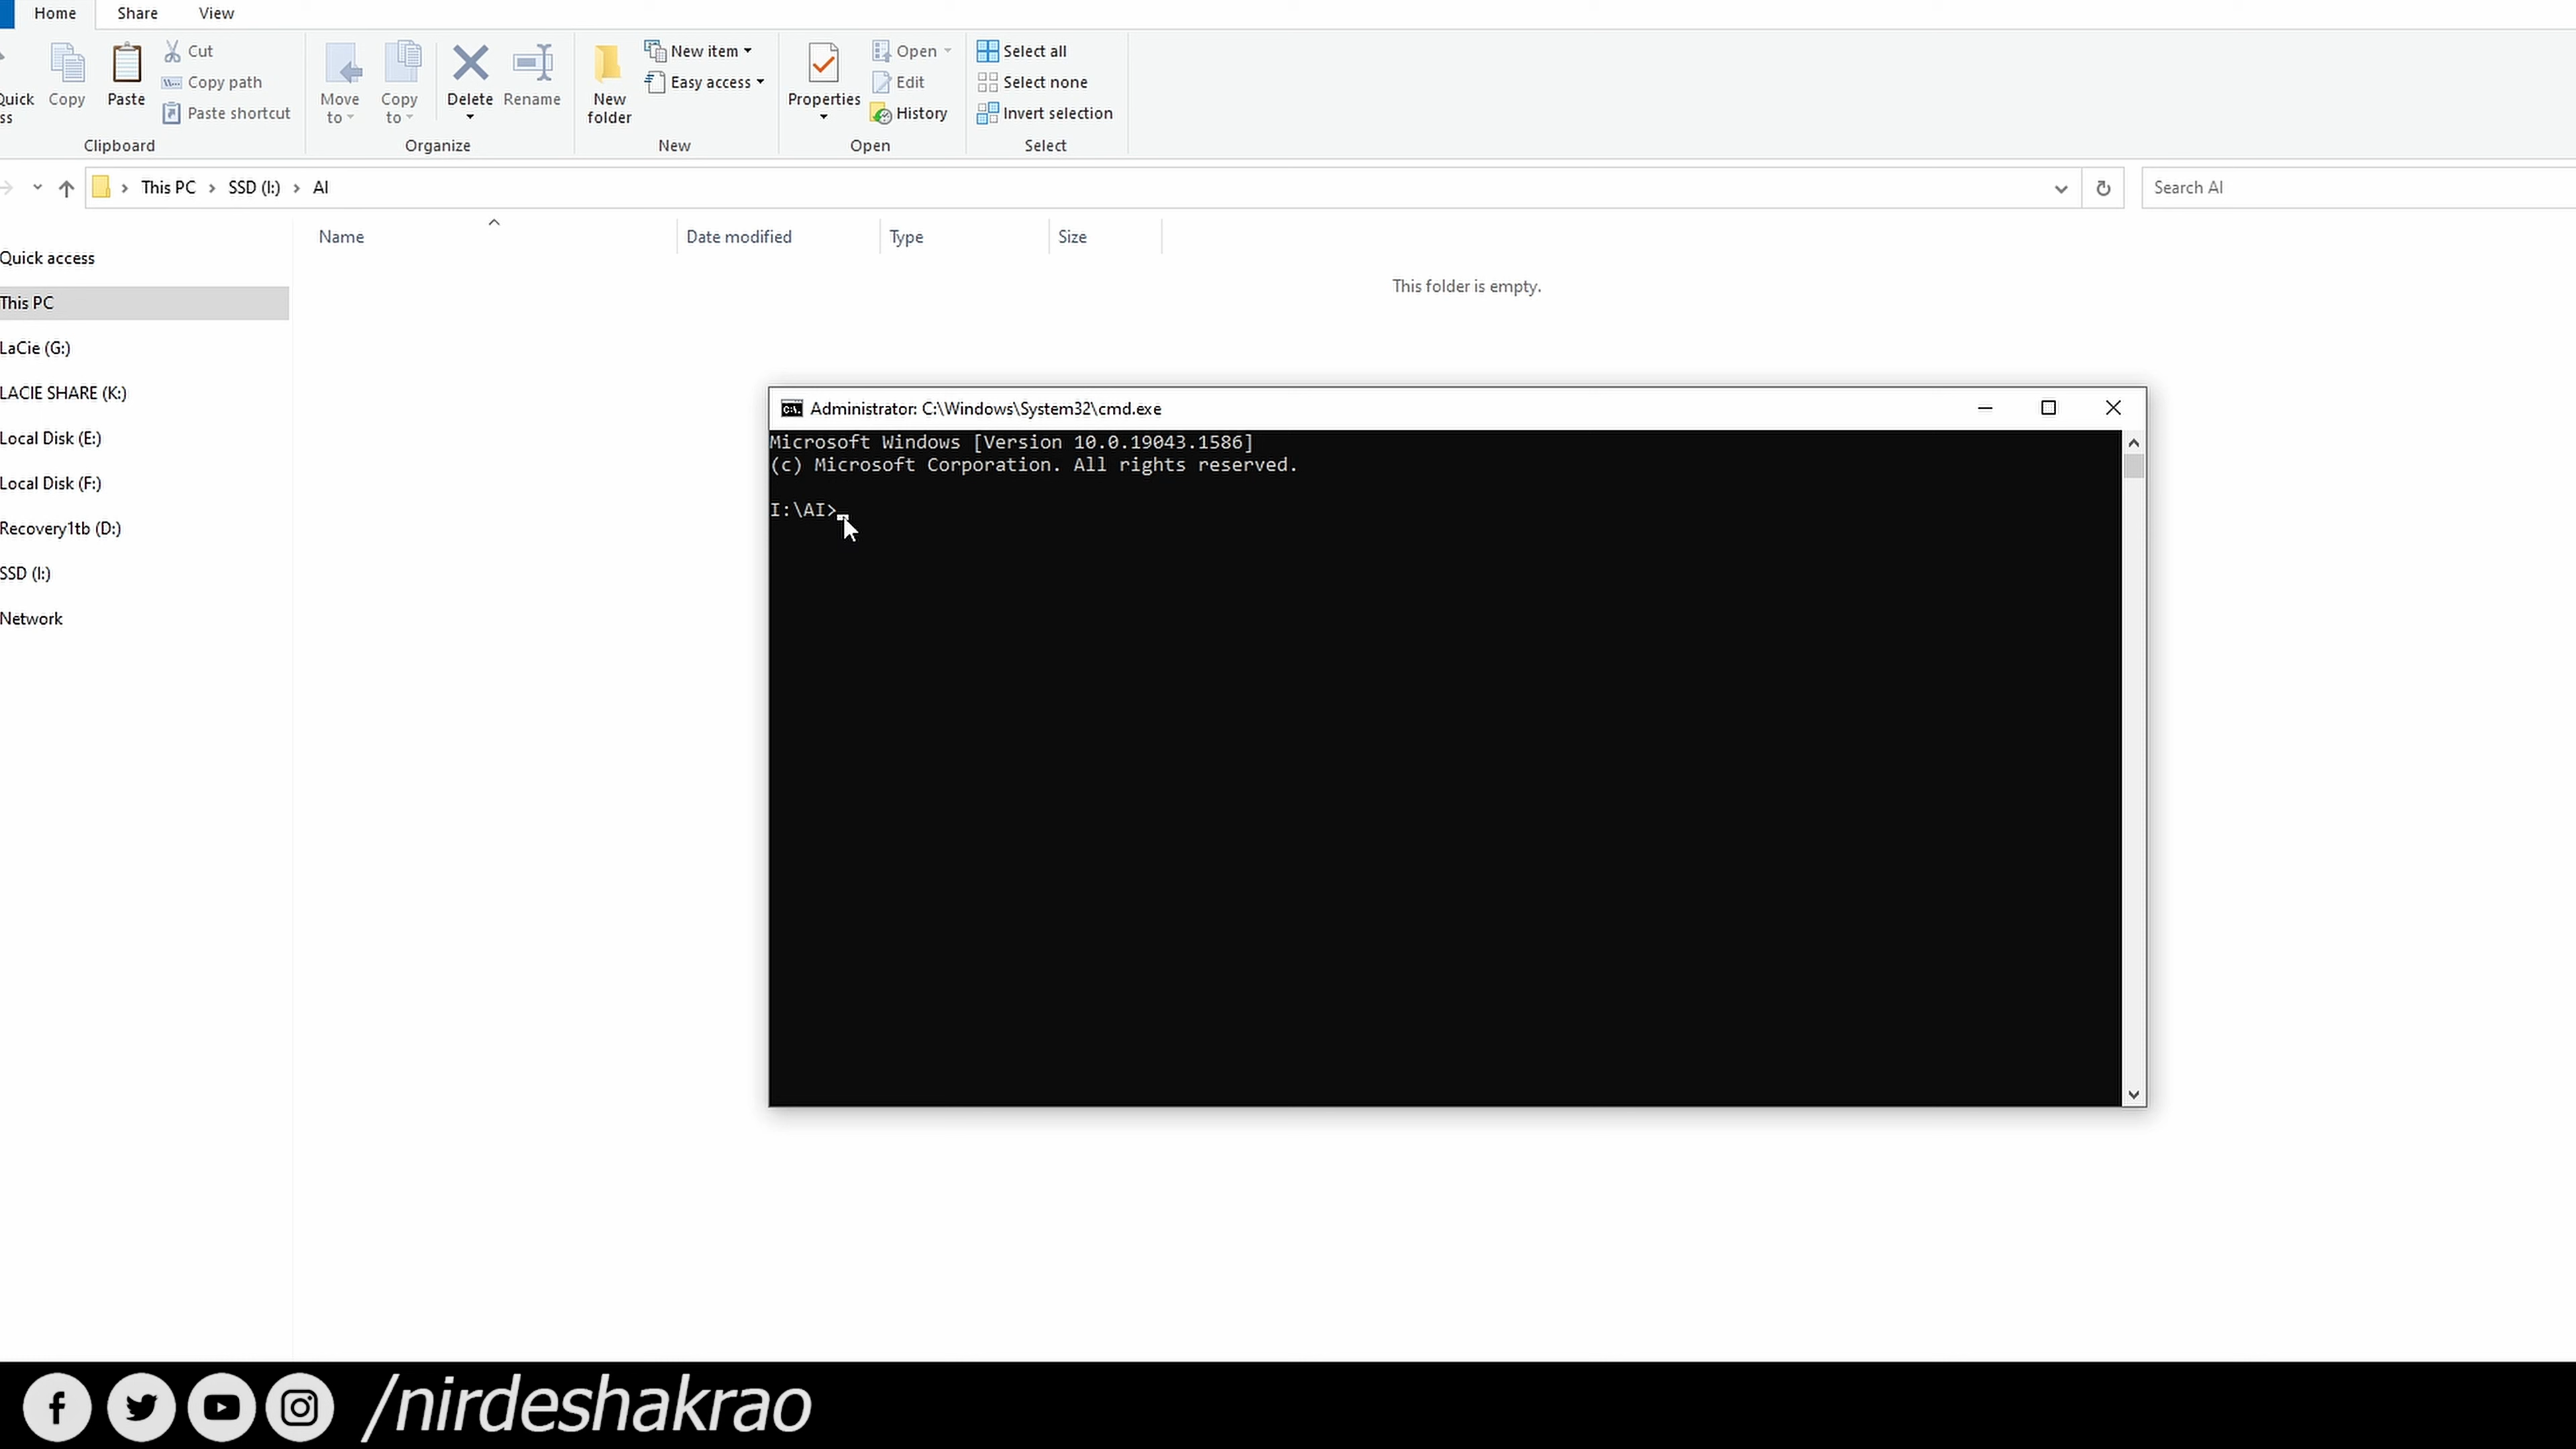 Home Share View
Quick
ss
Copy
Paste
Cut
Copy path
Paste shortcut
Clipboard
Move
to
Copy
to
Delete
Rename
Organize
New
folder
New item
Easy access
New
Properties
Open
Edit
History
Open
Select all
Select none
Invert selection
Select
This PC > SSD (I:) > AI
Search AI
Name Date modified Type Size
This folder is empty.
Quick access
This PC
LaCie (G:)
LACIE SHARE (K:)
Local Disk (E:)
Local Disk (F:)
Recovery1tb (D:)
SSD (I:)
Network
Administrator: C:\Windows\System32\cmd.exe
Microsoft Windows [Version 10.0.19043.1586]
(c) Microsoft Corporation. All rights reserved.
I:\AI>
/nirdeshakrao